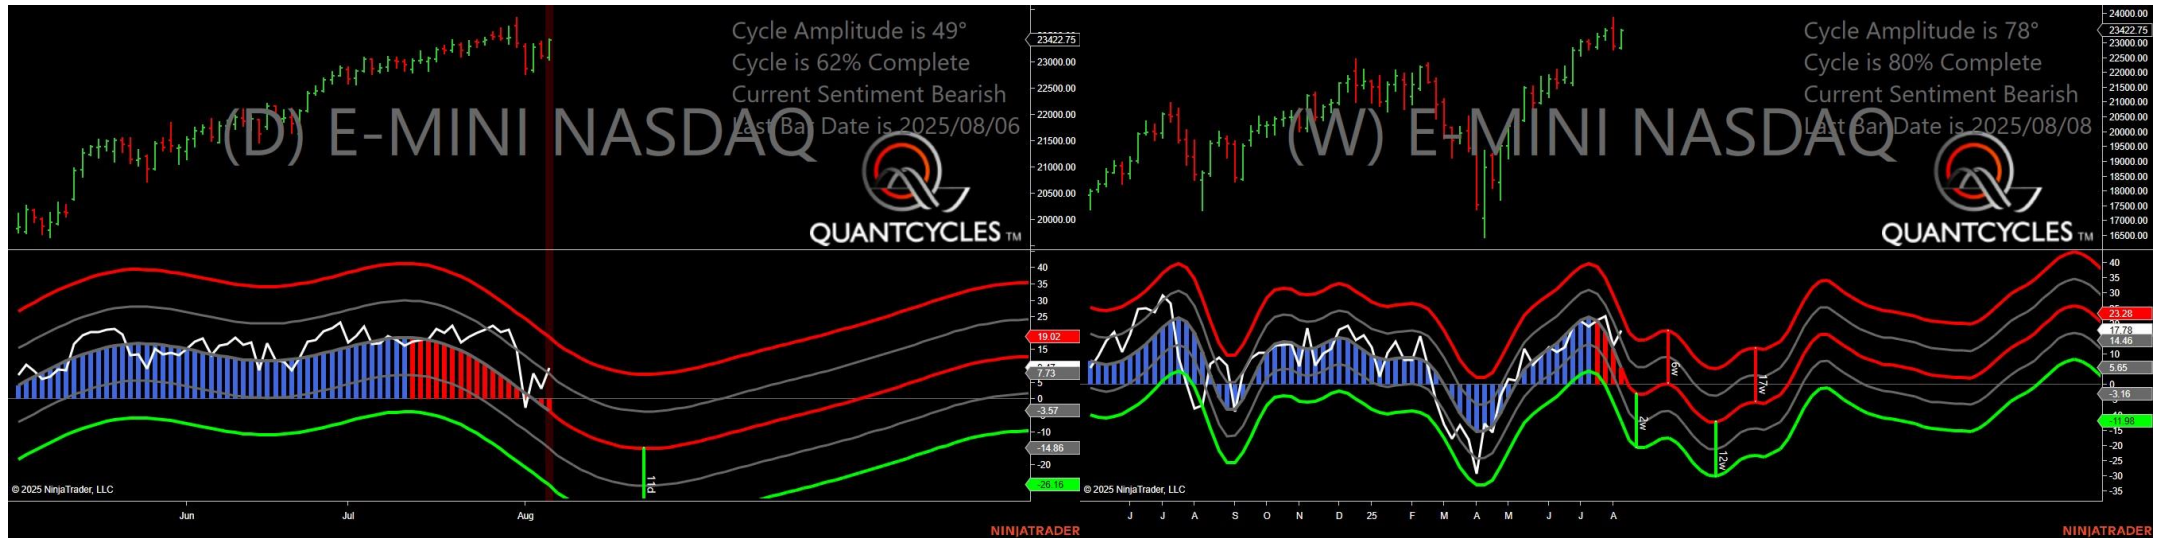 Cycle Amplitude is 49°
Cycle is 62% Complete
Current Sentiment Bearish
Last Bar Date is 2025/08/06
(D) E-MINI NASDAQ
QUANTCYCLES TM
23422.75
23000.00
22500.00
22000.00
21500.00
21000.00
20500.00
20000.00
40
35
30
25
19.02
15
7.73
5
0
-3.57
-10
-14.86
-20
-26.16
11d
© 2025 NinjaTrader, LLC
Jun
Jul
Aug
NINJATRADER
Cycle Amplitude is 78°
Cycle is 80% Complete
Current Sentiment Bearish
Last Bar Date is 2025/08/08
(W) E-MINI NASDAQ
QUANTCYCLES TM
24000.00
23422.75
23000.00
22500.00
22000.00
21500.00
21000.00
20500.00
20000.00
19500.00
19000.00
18500.00
18000.00
17500.00
17000.00
16500.00
40
35
30
23.28
17.78
14.46
10
5.65
0
-3.16
-11.98
-15
-20
-25
-30
-35
2w
6w
12w
17w
© 2025 NinjaTrader, LLC
J J A S O N D 25 F M A M J J A
NINJATRADER